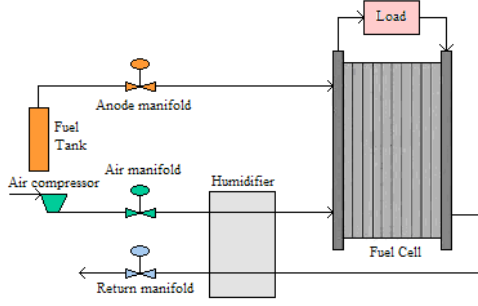 Load
Anode manifold
Fuel
Tank
Air compressor
Air manifold
Humidifier
Fuel Cell
Return manifold